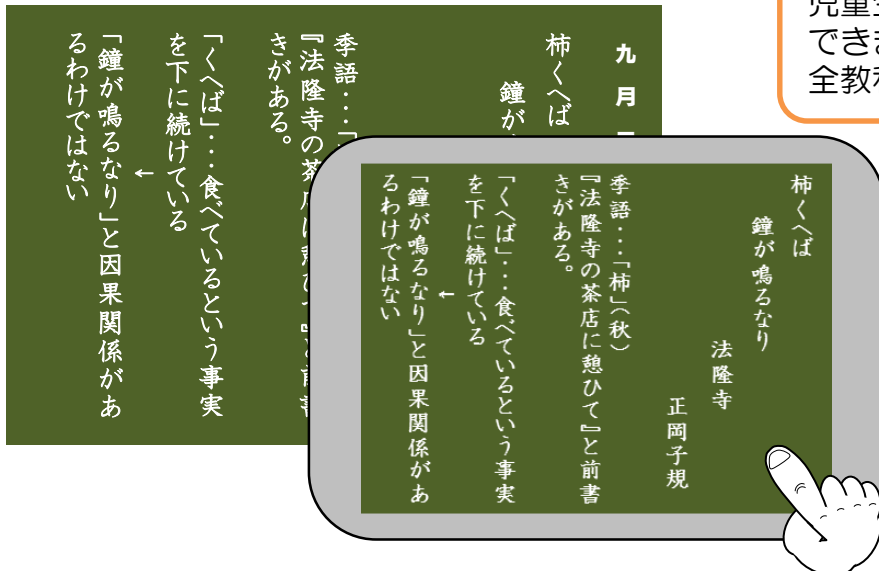 児童
でき
全教
九月
柿くへば
鐘が
季語・・・「
『法隆寺の茶
きがある。
「くへば」・・・食べているという事実
を下に続けている
←
「鐘が鳴るなり」と因果関係があ
るわけではない
柿くへば
鐘が鳴るなり
法隆寺
正岡子規
季語・・・「柿」（秋）
『法隆寺の茶店に憩ひて』と前書
きがある。
「くへば」・・・食べているという事実
を下に続けている
←
「鐘が鳴るなり」と因果関係があ
るわけではない